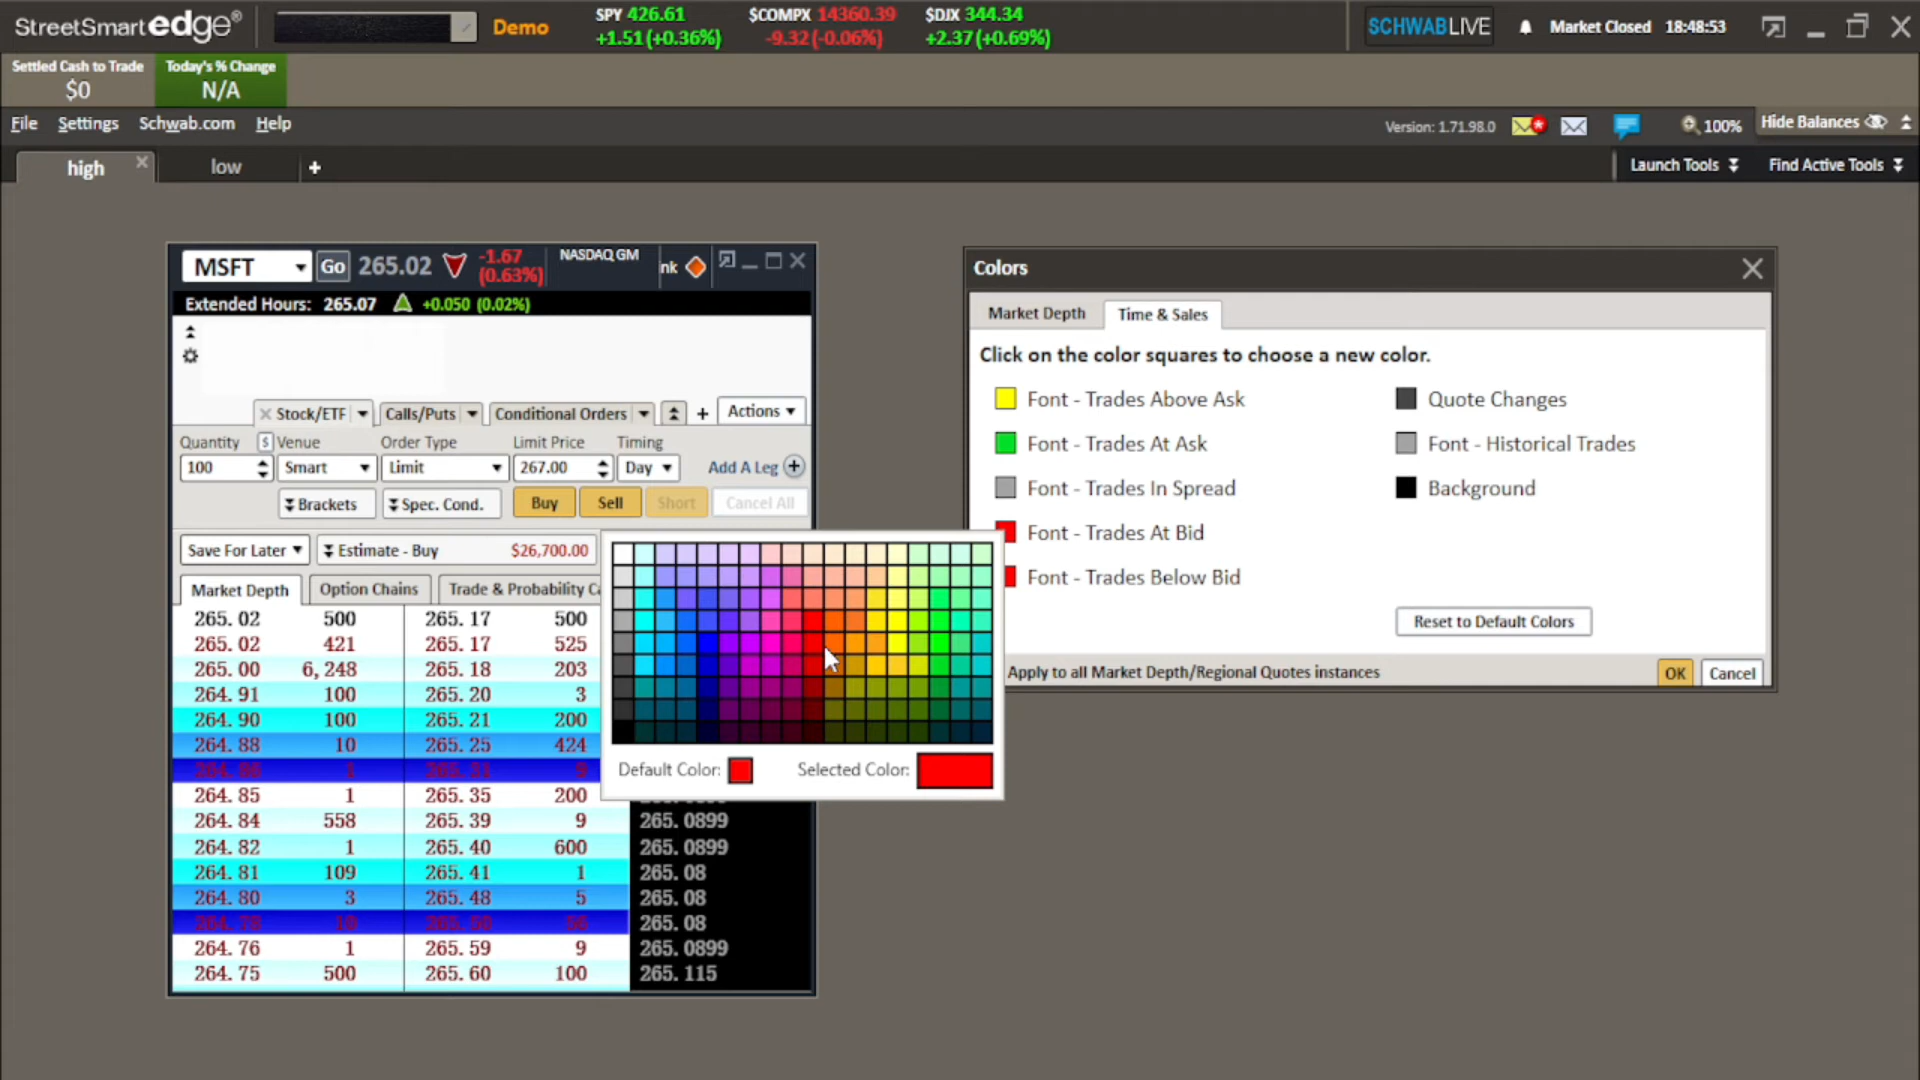 StreetSmart edge®
Demo
SPY 426.61
+1.51 (+0.36%)
$COMPX 14360.39
-9.32 (-0.06%)
$DJX 344.34
+2.37 (+0.69%)
SCHWABLIVE
Market Closed 18:48:53
Settled Cash to Trade
$0
Today's % Change
N/A
File Settings Schwab.com Help
Version: 1.71.98.0
100%
Hide Balances
high
low
+
Launch Tools
Find Active Tools
MSFT
Go
265.02
-1.67
(0.63%)
NASDAQ GM
nk
Extended Hours: 265.07 +0.050 (0.02%)
Stock/ETF
Calls/Puts
Conditional Orders
+
Actions
Quantity $ Venue Order Type Limit Price Timing
100 Smart Limit 267.00 Day Add A Leg
Brackets Spec. Cond. Buy Sell Short Cancel All
Save For Later Estimate - Buy $26,700.00
Market Depth Option Chains Trade & Probability Ca
265.02 500 265.17 500
265.02 421 265.17 525
265.00 6,248 265.18 203
264.91 100 265.20 3
264.90 100 265.21 200
264.88 10 265.25 424
264.85 1 265.35 200
264.84 558 265.39 9 265.0899
264.82 1 265.40 600 265.0899
264.81 109 265.41 1 265.08
264.80 3 265.48 5 265.08
265.08
264.76 1 265.59 9 265.0899
264.75 500 265.60 100 265.115
Default Color:
Selected Color:
Colors
Market Depth Time & Sales
Click on the color squares to choose a new color.
Font - Trades Above Ask
Font - Trades At Ask
Font - Trades In Spread
Font - Trades At Bid
Font - Trades Below Bid
Quote Changes
Font - Historical Trades
Background
Reset to Default Colors
Apply to all Market Depth/Regional Quotes instances
OK Cancel